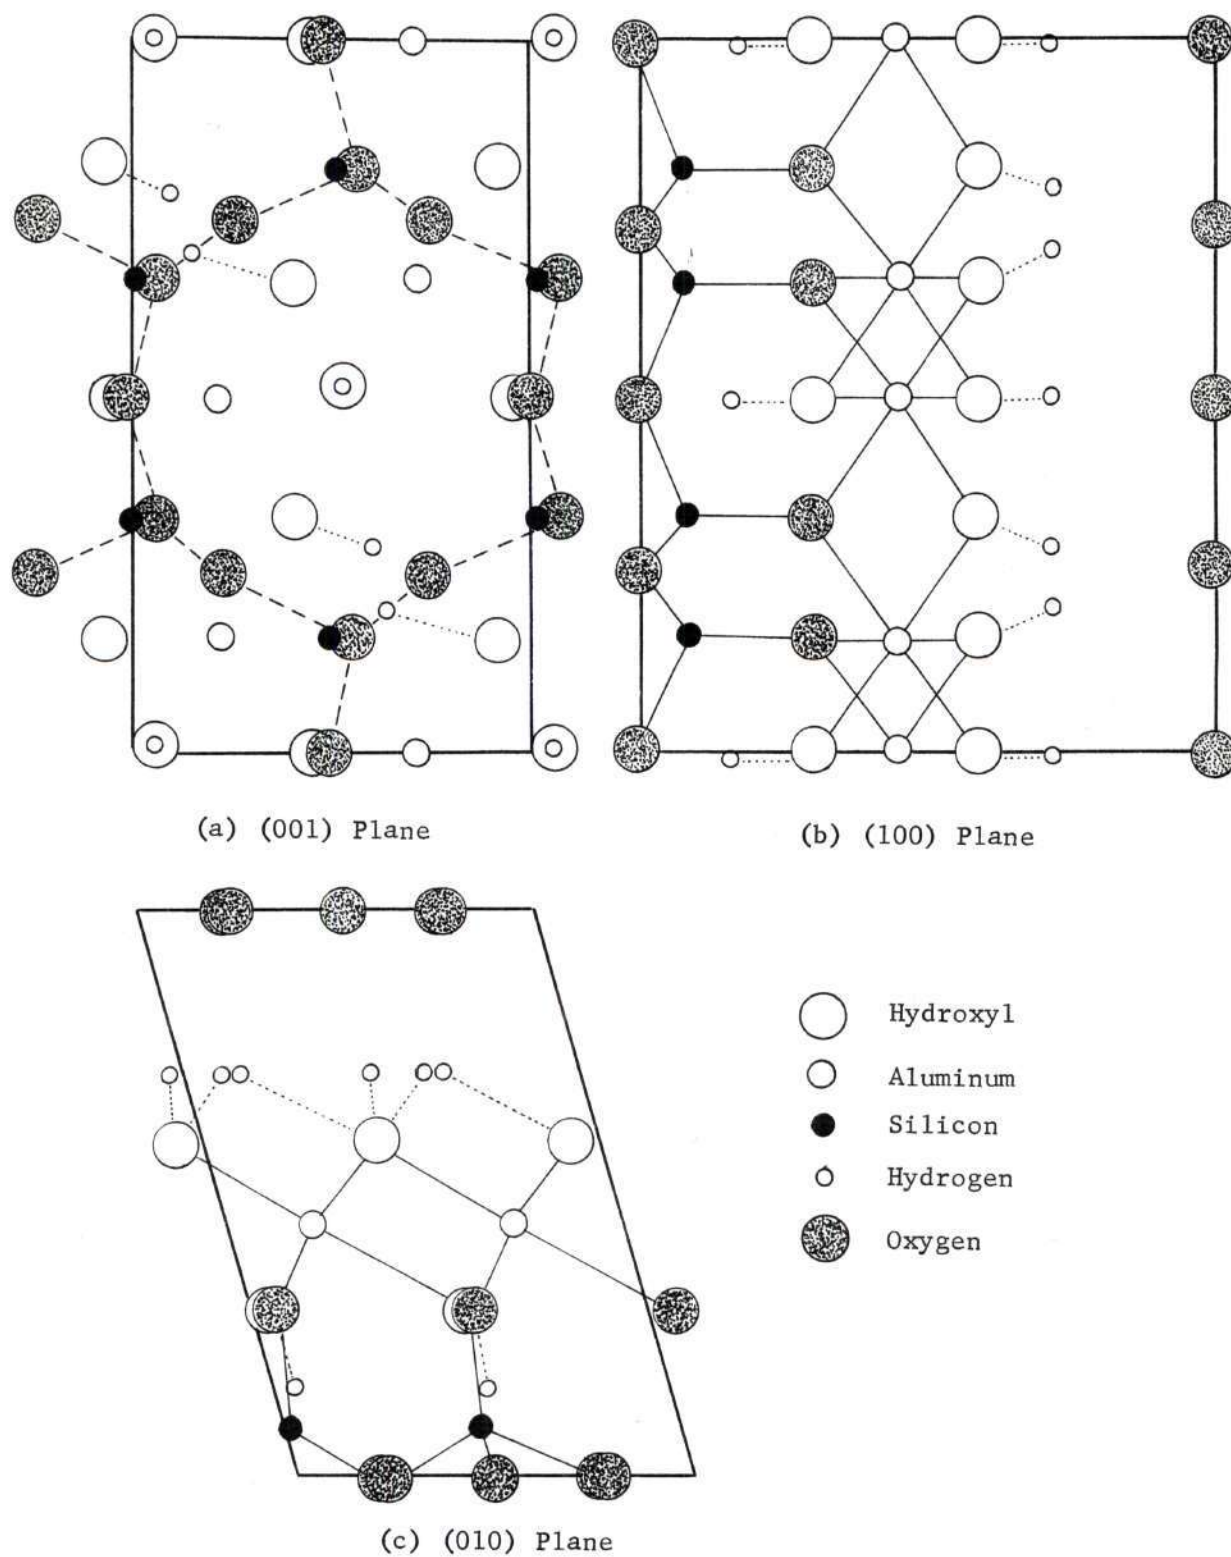 (a) (001) Plane
(b) (100) Plane
Hydroxyl
Aluminum
Silicon
Hydrogen
Oxygen
(c) (010) Plane